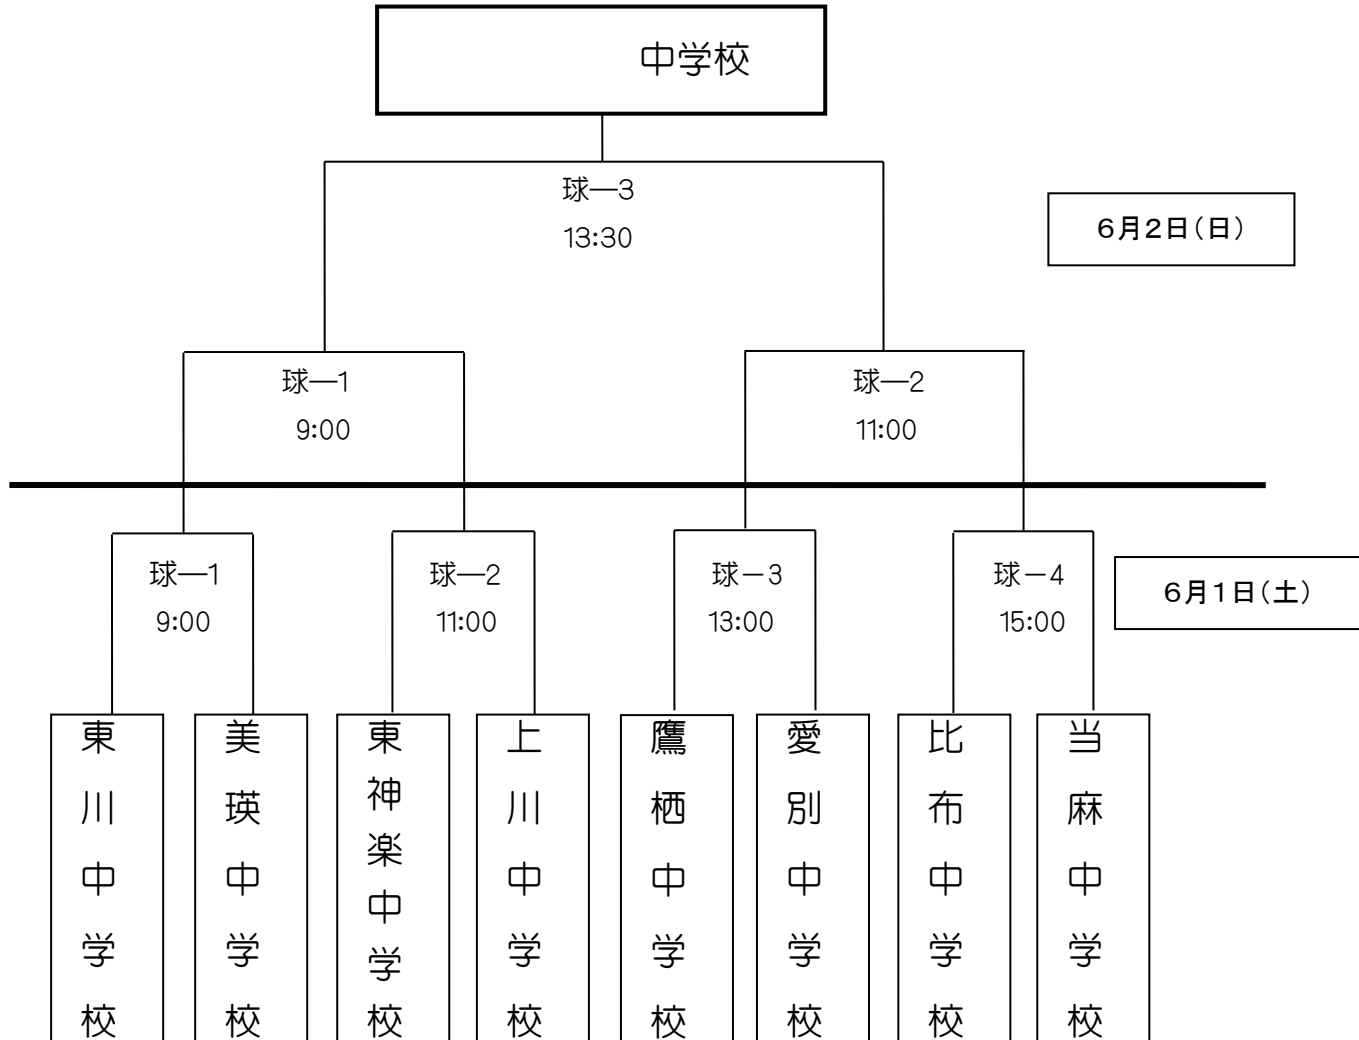 中学校
球―3
13:30
6月2日(日)
球―1
9:00
球―2
11:00
球―1
9:00
球―2
11:00
球－3
13:00
球－4
15:00
6月1日(土)
東川中学校
美瑛中学校
東神楽中学校
上川中学校
鷹栖中学校
愛別中学校
比布中学校
当麻中学校